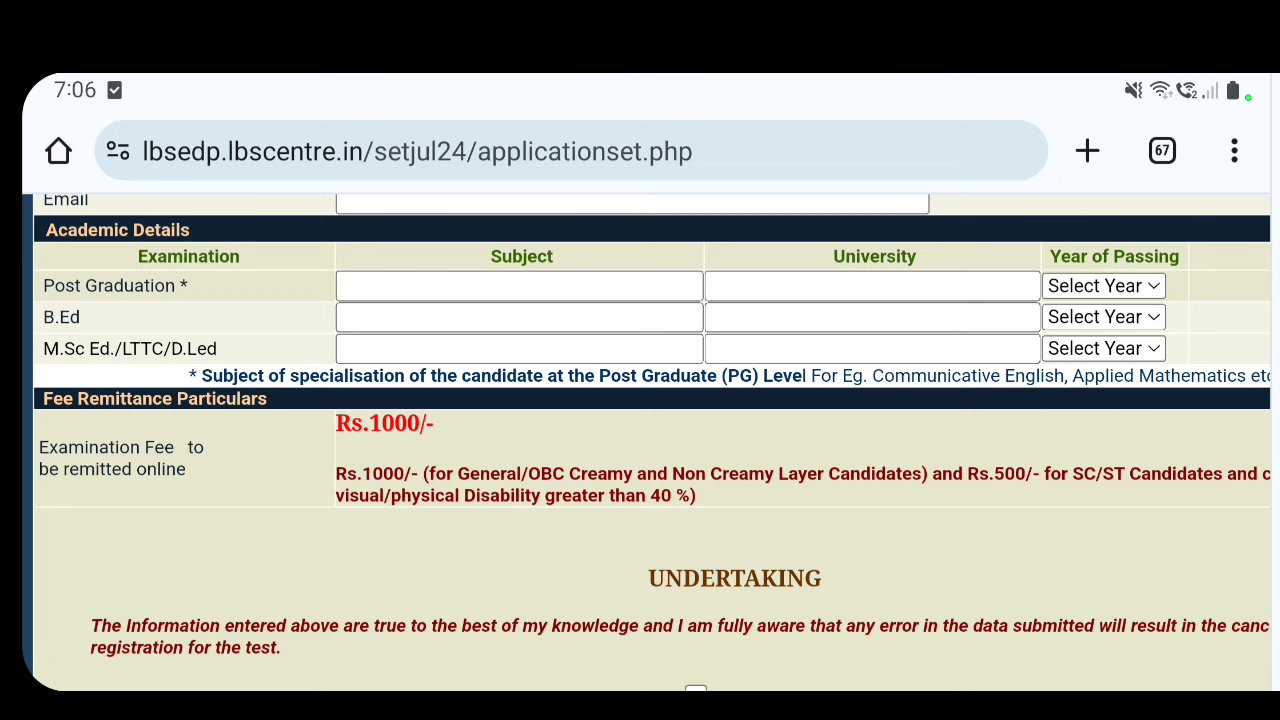 7:06
lbsedp.lbscentre.in/setjul24/applicationset.php
67
Email
Academic Details
Examination Subject University Year of Passing
Post Graduation * Select Year
B.Ed Select Year
M.Sc Ed./LTTC/D.Led Select Year
* Subject of specialisation of the candidate at the Post Graduate (PG) Level For Eg. Communicative English, Applied Mathematics etc
Fee Remittance Particulars
Rs.1000/-
Examination Fee to
be remitted online
Rs.1000/- (for General/OBC Creamy and Non Creamy Layer Candidates) and Rs.500/- for SC/ST Candidates and c
visual/physical Disability greater than 40 %)
UNDERTAKING
The Information entered above are true to the best of my knowledge and I am fully aware that any error in the data submitted will result in the canc
registration for the test.